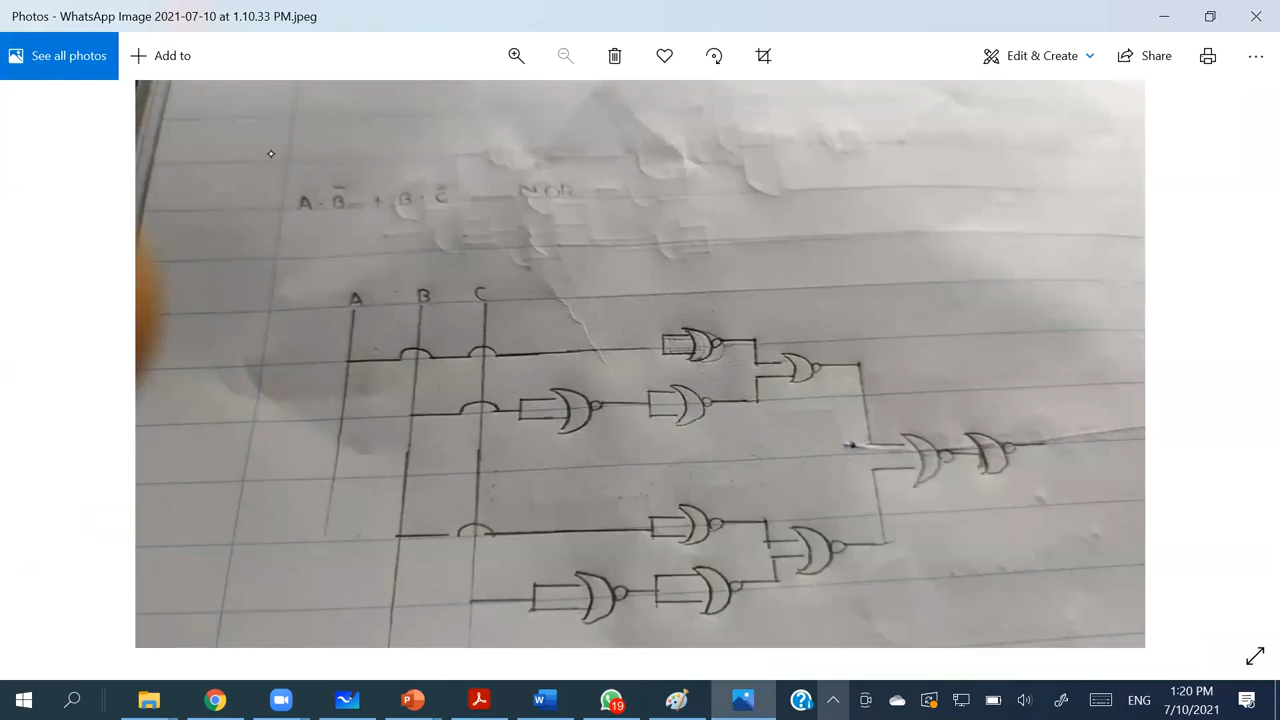 Photos - WhatsApp Image 2021-07-10 at 1.10.33 PM.jpeg
See all photos
Add to
Edit & Create
Share
A · B̅ + B · C̅ NOR
A B C
19
ENG
1:20 PM
7/10/2021